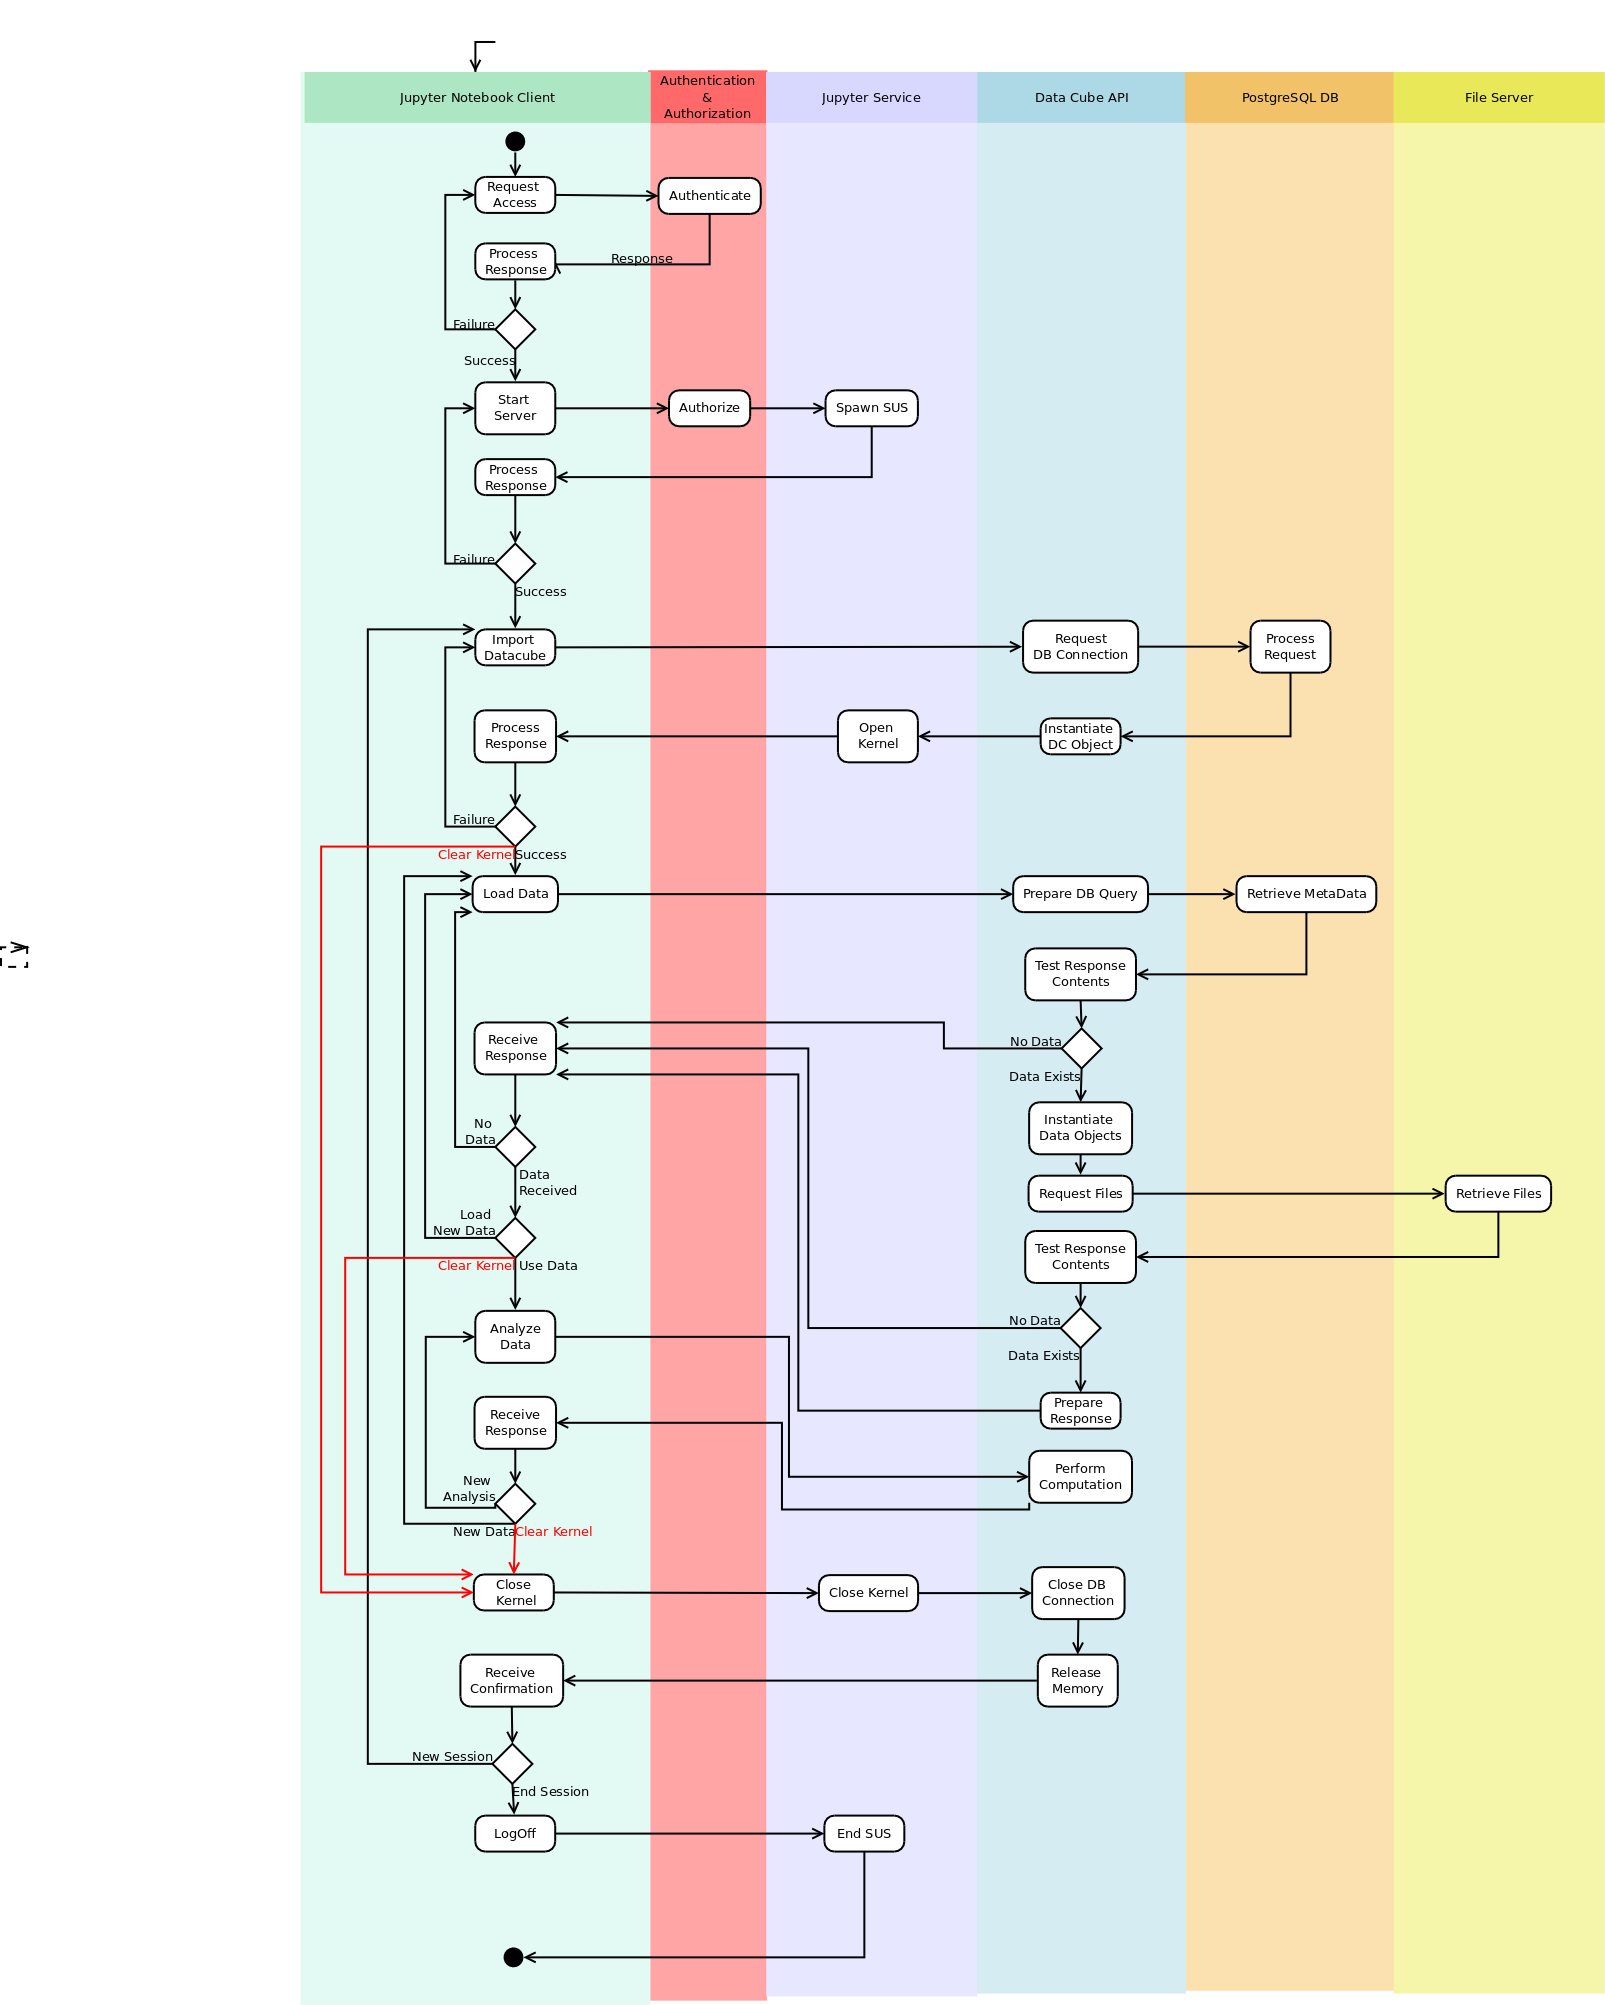 Authentication
&
Authorization
Jupyter Notebook Client
Jupyter Service
Data Cube API
PostgreSQL DB
File Server
Request
Access
Authenticate
Process
Response
Response
Failure
Success
Start
Server
Authorize
Spawn SUS
Process
Response
Failure
Success
Import
Datacube
Request
DB Connection
Process
Request
Process
Response
Open
Kernel
Instantiate
DC Object
Failure
Clear Kernel
Success
Load Data
Prepare DB Query
Retrieve MetaData
Test Response
Contents
Receive
Response
No Data
Data Exists
Instantiate
Data Objects
No
Data
Data
Received
Request Files
Retrieve Files
Load
New Data
Test Response
Contents
Clear Kernel
Use Data
Analyze
Data
No Data
Data Exists
Prepare
Response
Receive
Response
Perform
Computation
New
Analysis
New Data
Clear Kernel
Close
Kernel
Close Kernel
Close DB
Connection
Receive
Confirmation
Release
Memory
New Session
End Session
LogOff
End SUS